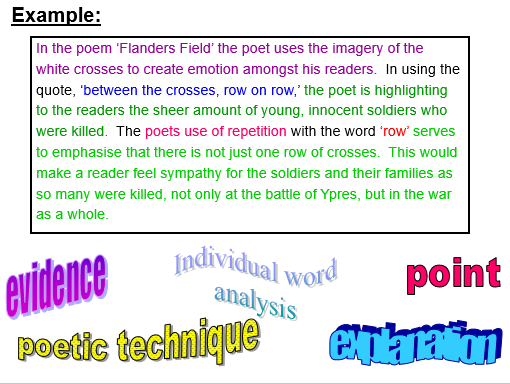 Example:
In the poem ‘Flanders Field’ the poet uses the imagery of the
white crosses to create emotion amongst his readers.  In using the
quote, ‘between the crosses, row on row,’ the poet is highlighting
to the readers the sheer amount of young, innocent soldiers who
were killed.  The poets use of repetition with the word ‘row’ serves
to emphasise that there is not just one row of crosses.  This would
make a reader feel sympathy for the soldiers and their families as
so many were killed, not only at the battle of Ypres, but in the war
as a whole.
evidence
Individual word
analysis
point
poetic technique
explanation